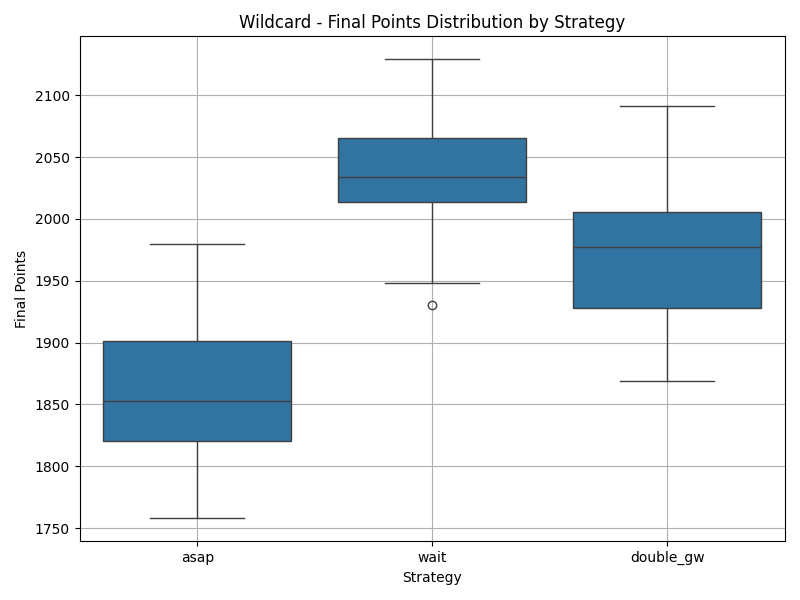 Wildcard - Final Points Distribution by Strategy
Final Points
2100
2050
2000
1950
1900
1850
1800
1750
asap
wait
double_gw
Strategy